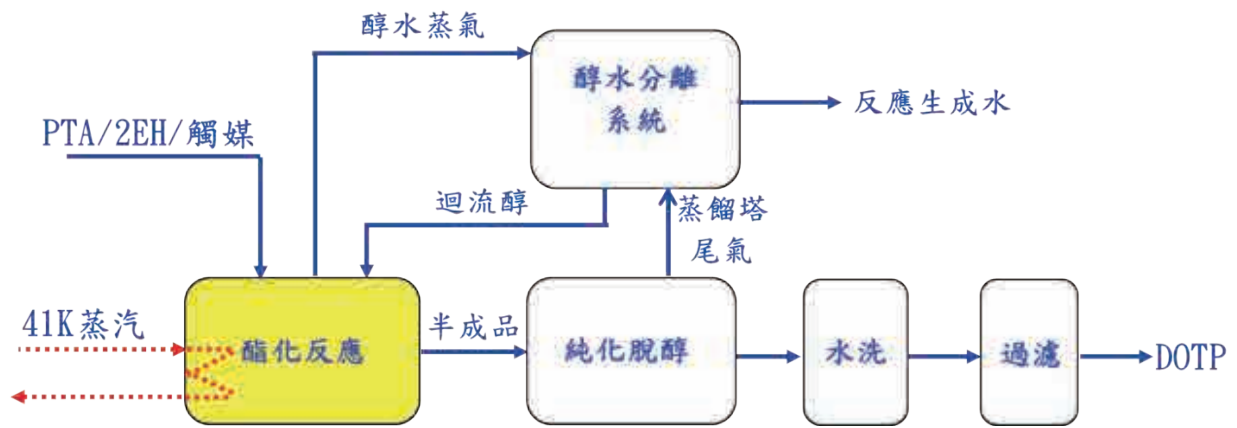 醇水蒸氣
醇水分離
系統
反應生成水
PTA/2EH/觸媒
迴流醇
蒸餾塔
尾氣
41K蒸汽
酯化反應
半成品
純化脫醇
水洗
過濾
DOTP